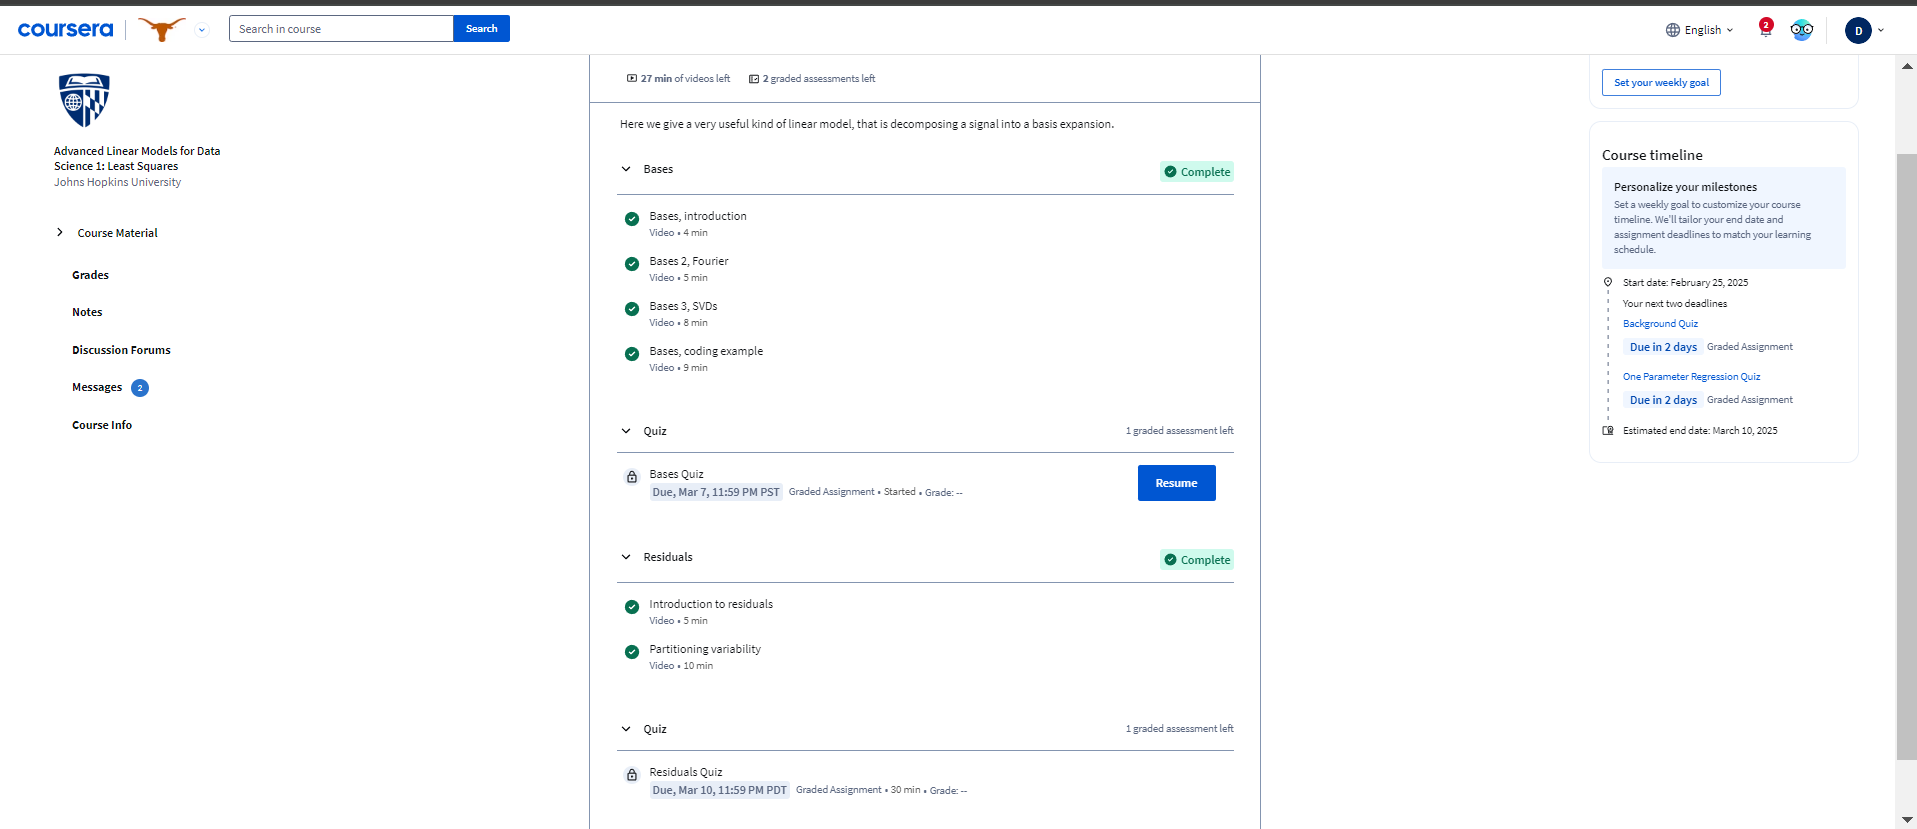 coursera
Search in course
Search
English
2
D
Advanced Linear Models for Data
Science 1: Least Squares
Johns Hopkins University
Course Material
Grades
Notes
Discussion Forums
Messages 2
Course Info
27 min of videos left 2 graded assessments left
Here we give a very useful kind of linear model, that is decomposing a signal into a basis expansion.
Bases Complete
Bases, introduction
Video • 4 min
Bases 2, Fourier
Video • 5 min
Bases 3, SVDs
Video • 8 min
Bases, coding example
Video • 9 min
Quiz 1 graded assessment left
Bases Quiz
Due, Mar 7, 11:59 PM PST Graded Assignment • Started • Grade: --
Resume
Residuals Complete
Introduction to residuals
Video • 5 min
Partitioning variability
Video • 10 min
Quiz 1 graded assessment left
Residuals Quiz
Due, Mar 10, 11:59 PM PDT Graded Assignment • 30 min • Grade: --
Set your weekly goal
Course timeline
Personalize your milestones
Set a weekly goal to customize your course
timeline. We'll tailor your end date and
assignment deadlines to match your learning
schedule.
Start date: February 25, 2025
Your next two deadlines
Background Quiz
Due in 2 days Graded Assignment
One Parameter Regression Quiz
Due in 2 days Graded Assignment
Estimated end date: March 10, 2025